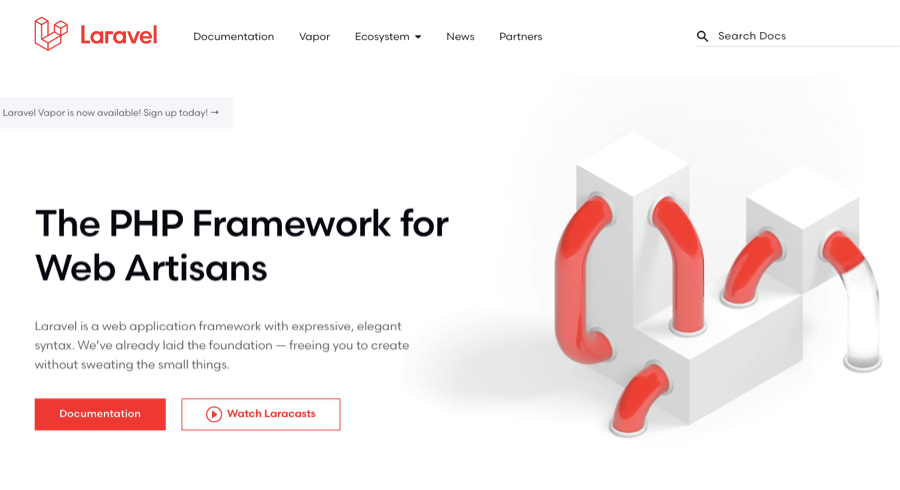 Laravel
Documentation
Vapor
Ecosystem
News
Partners
Search Docs
Laravel Vapor is now available! Sign up today! →
The PHP Framework for
Web Artisans
Laravel is a web application framework with expressive, elegant
syntax. We’ve already laid the foundation — freeing you to create
without sweating the small things.
Documentation
Watch Laracasts